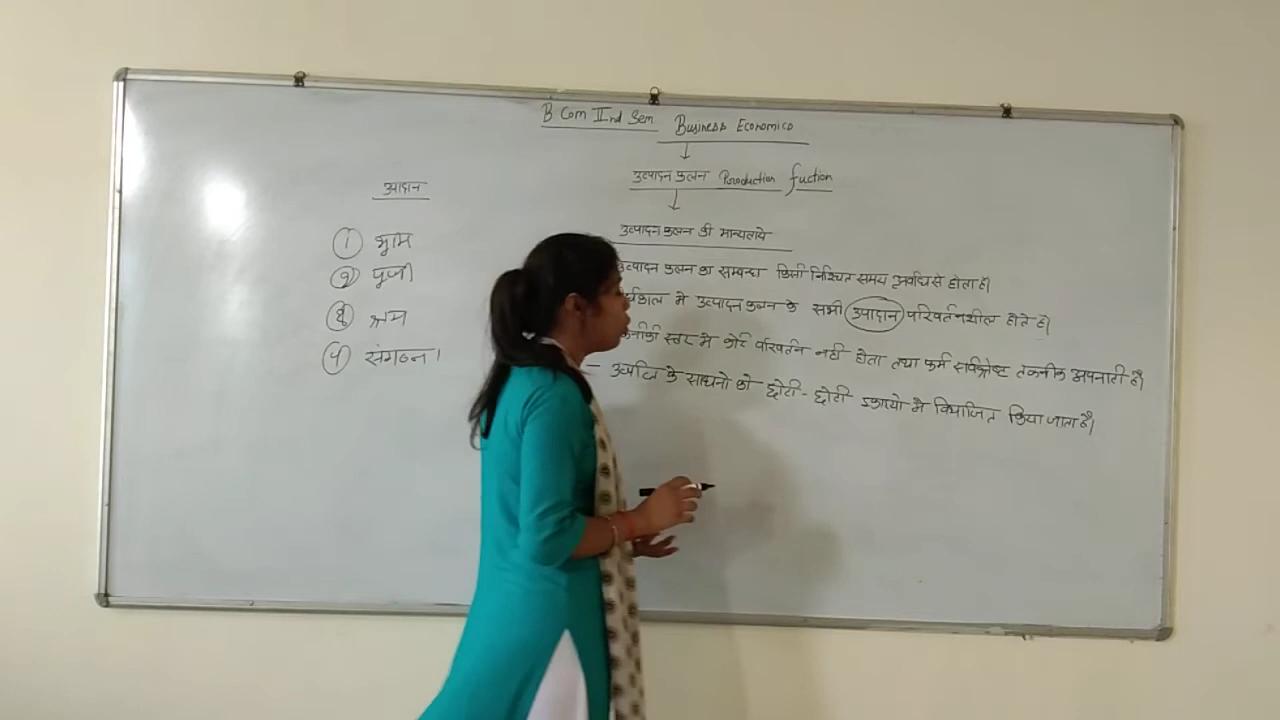 B Com IInd Sem Business Economics
उत्पादन फलन Production fuction
उत्पादन फलन की मान्यताये
उत्पादन फलन का सम्बन्ध किसी निश्चित समय अवधि से होता है।
में उत्पादन फलन के सभी उपादान परिवर्तनशील होते है।
स्तर में कोई परिवर्तन नही होता तथा फर्म सर्वश्रेष्ट तकनीक अपनाती है।
– उत्पत्ति के साधनो को छोटी - छोटी इकाइयो मे विभाजित किया जाता है।
उपादान
1 भूमि
2 पूंजी
3 श्रम
4 संगठन।